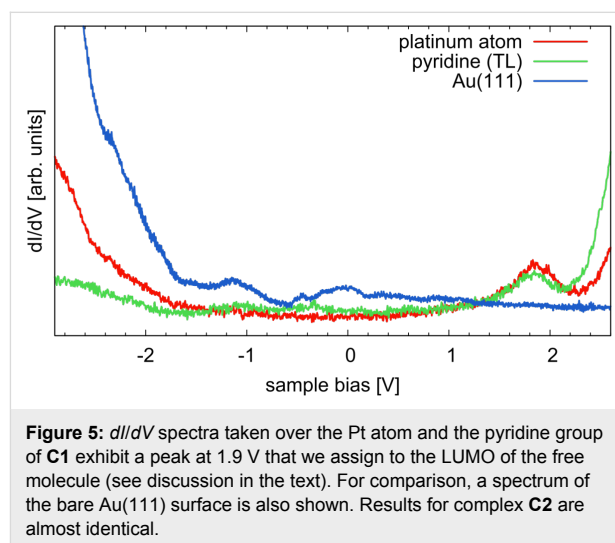 platinum atom
pyridine (TL)
Au(111)
dI/dV [arb. units]
-2 -1 0 1 2
sample bias [V]
Figure 5: dI/dV spectra taken over the Pt atom and the pyridine group
of C1 exhibit a peak at 1.9 V that we assign to the LUMO of the free
molecule (see discussion in the text). For comparison, a spectrum of
the bare Au(111) surface is also shown. Results for complex C2 are
almost identical.